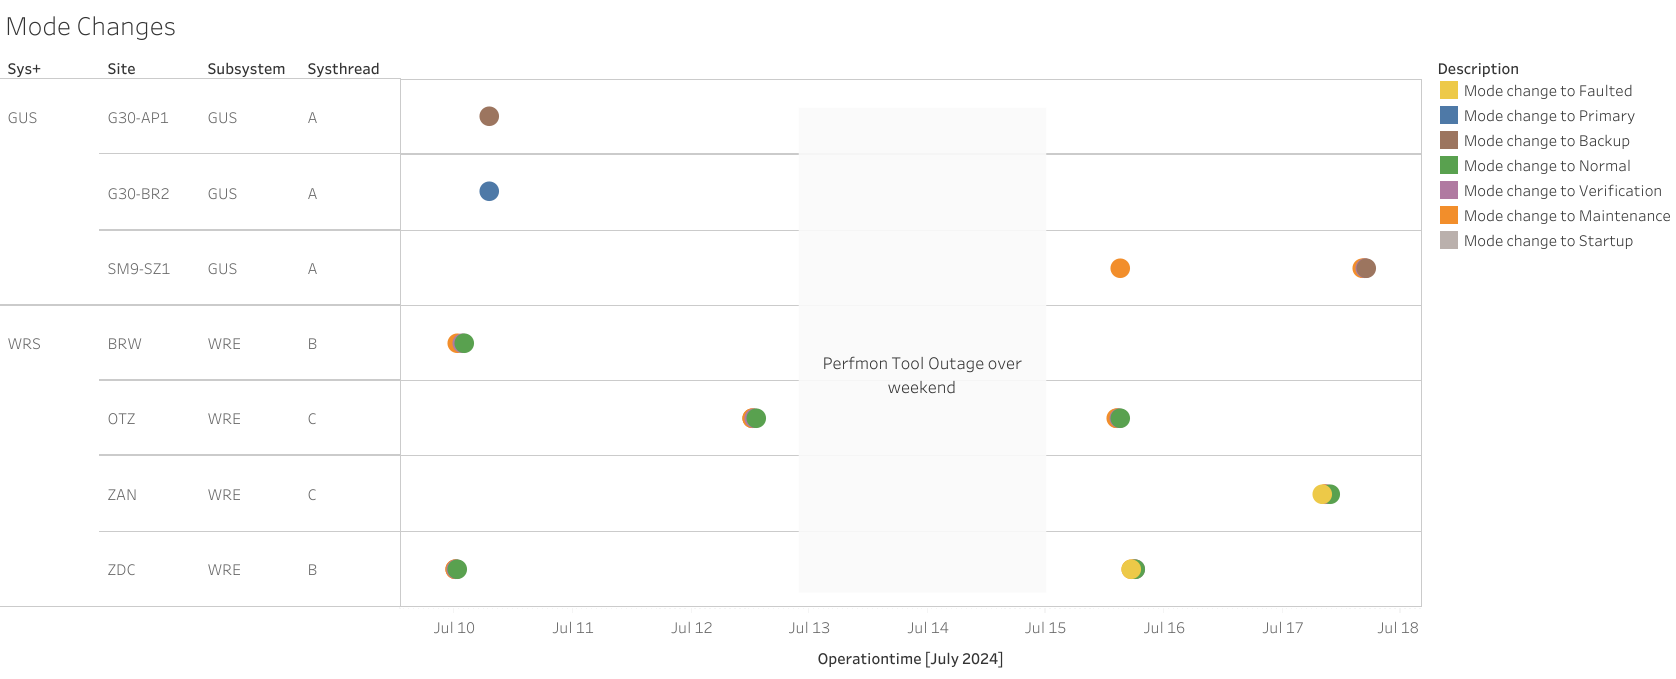 Mode Changes
Sys+ Site Subsystem Systhread
GUS G30-AP1 GUS A
G30-BR2 GUS A
SM9-SZ1 GUS A
WRS BRW WRE B
OTZ WRE C
ZAN WRE C
ZDC WRE B
Perfmon Tool Outage over
weekend
Jul 10 Jul 11 Jul 12 Jul 13 Jul 14 Jul 15 Jul 16 Jul 17 Jul 18
Operationtime [July 2024]
Description
Mode change to Faulted
Mode change to Primary
Mode change to Backup
Mode change to Normal
Mode change to Verification
Mode change to Maintenance
Mode change to Startup